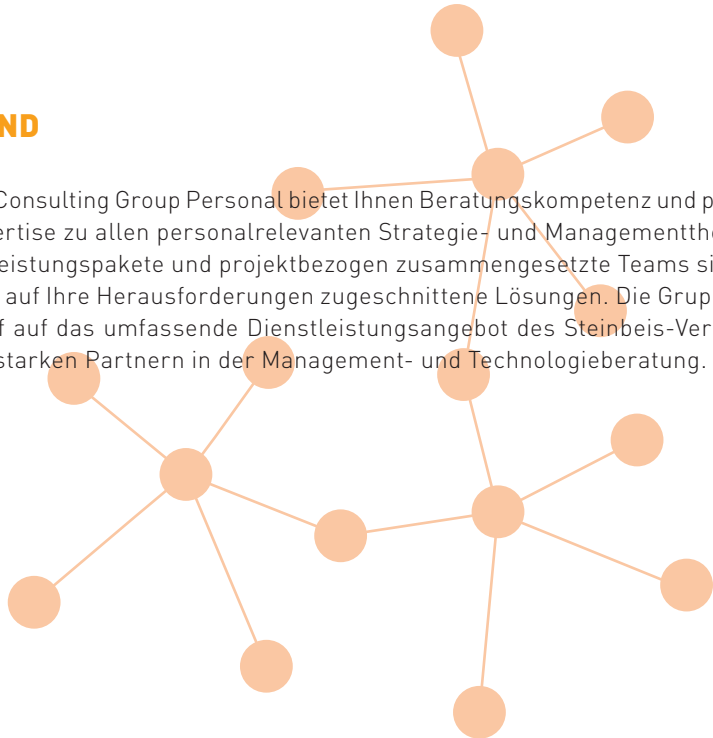 ND
Consulting Group Personal bietet Ihnen Beratungskompetenz und p
ertise zu allen personalrelevanten Strategie- und Managementth
eistungspakete und projektbezogen zusammengesetzte Teams si
auf Ihre Herausforderungen zugeschnittene Lösungen. Die Grup
f auf das umfassende Dienstleistungsangebot des Steinbeis-Ver
starken Partnern in der Management- und Technologieberatung.